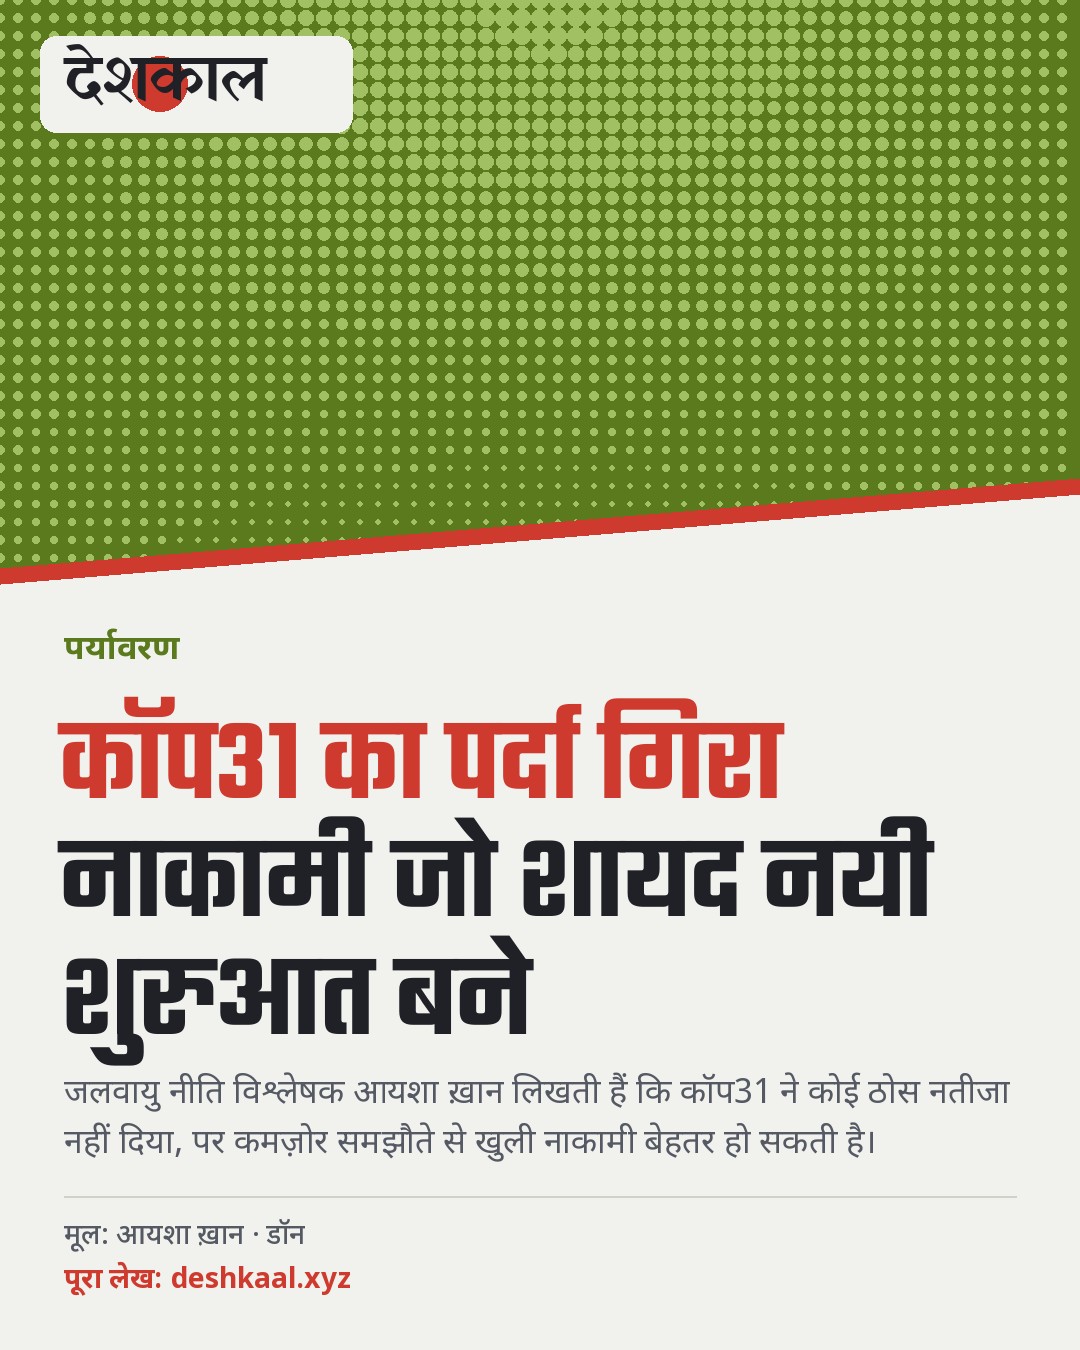 देशकाल
पर्यावरण
कॉप31 का पर्दा गिरा
नाकामी जो शायद नयी
शुरुआत बने
जलवायु नीति विश्लेषक आयशा ख़ान लिखती हैं कि कॉप31 ने कोई ठोस नतीजा
नहीं दिया, पर कमज़ोर समझौते से खुली नाकामी बेहतर हो सकती है।
मूल: आयशा ख़ान · डॉन
पूरा लेख: deshkaal.xyz